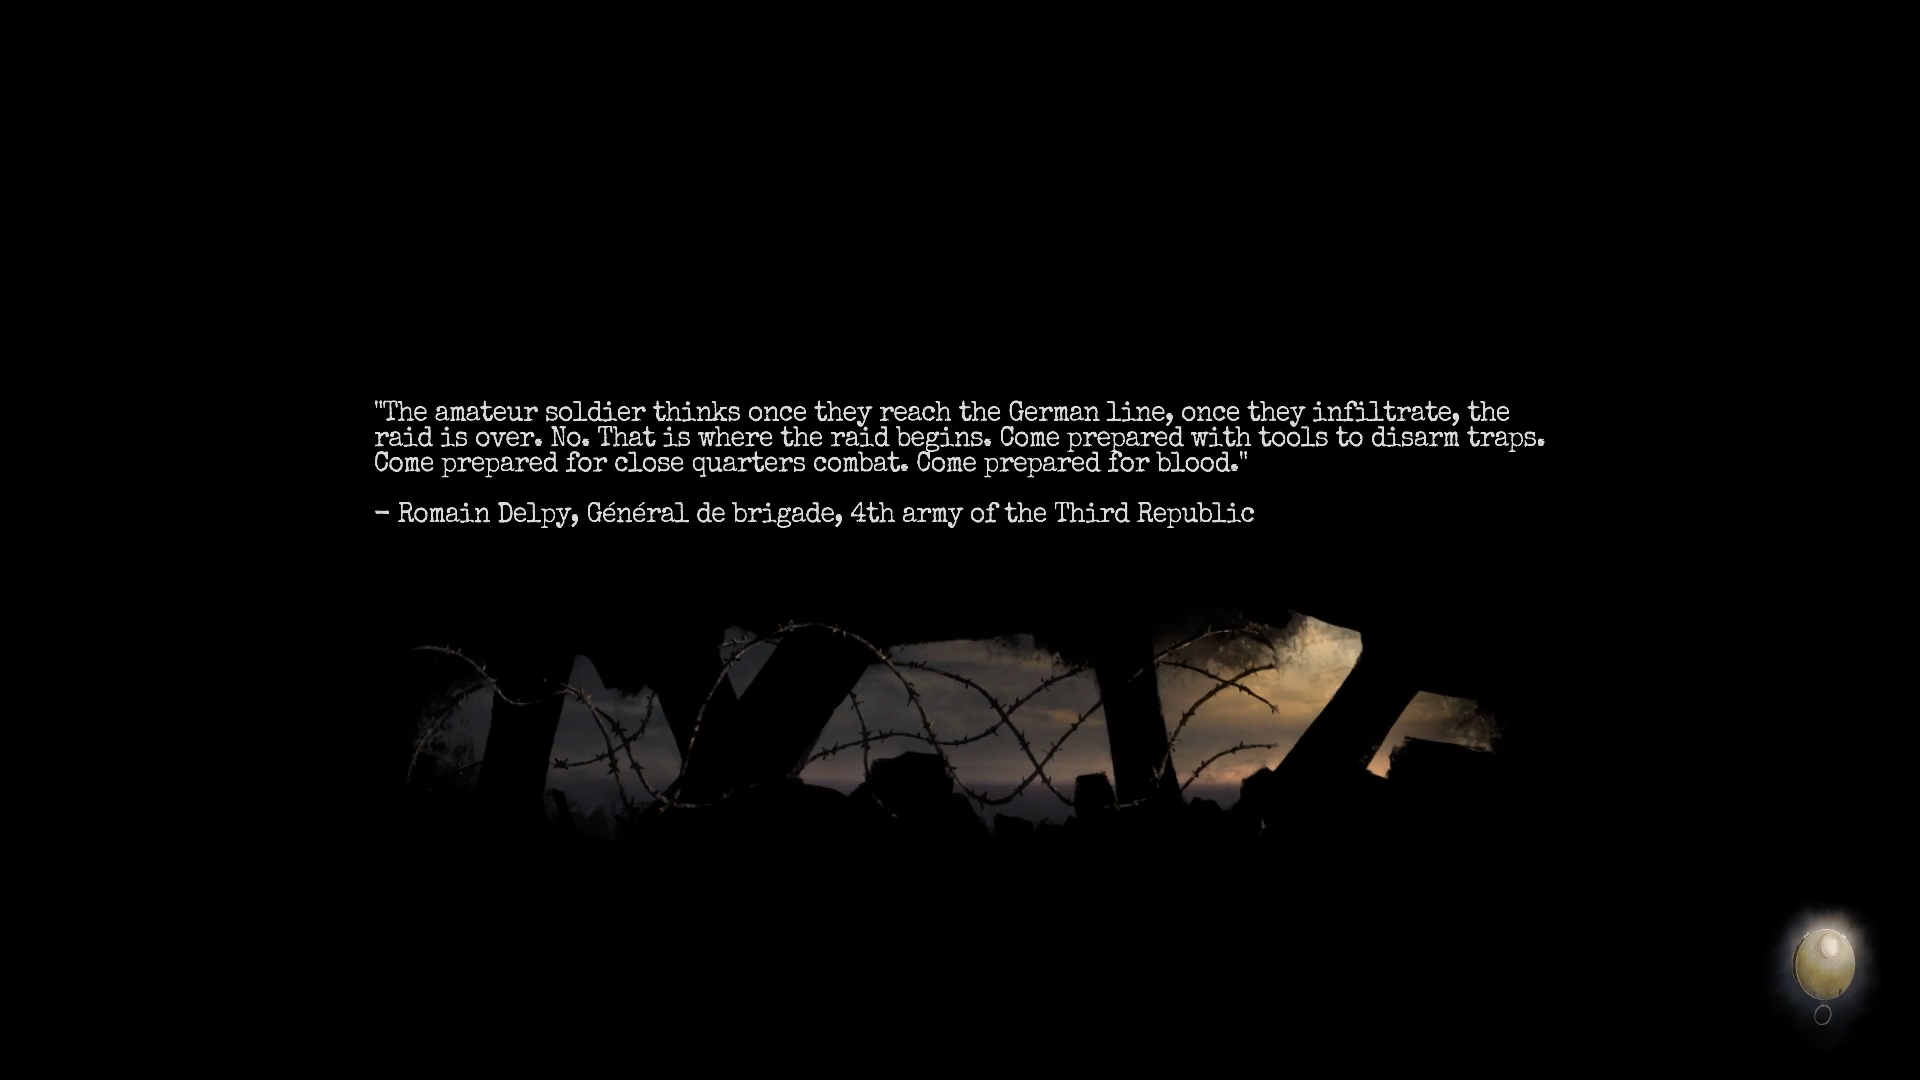 "The amateur soldier thinks once they reach the German line, once they infiltrate, the
raid is over. No. That is where the raid begins. Come prepared with tools to disarm traps.
Come prepared for close quarters combat. Come prepared for blood."
- Romain Delpy, Général de brigade, 4th army of the Third Republic